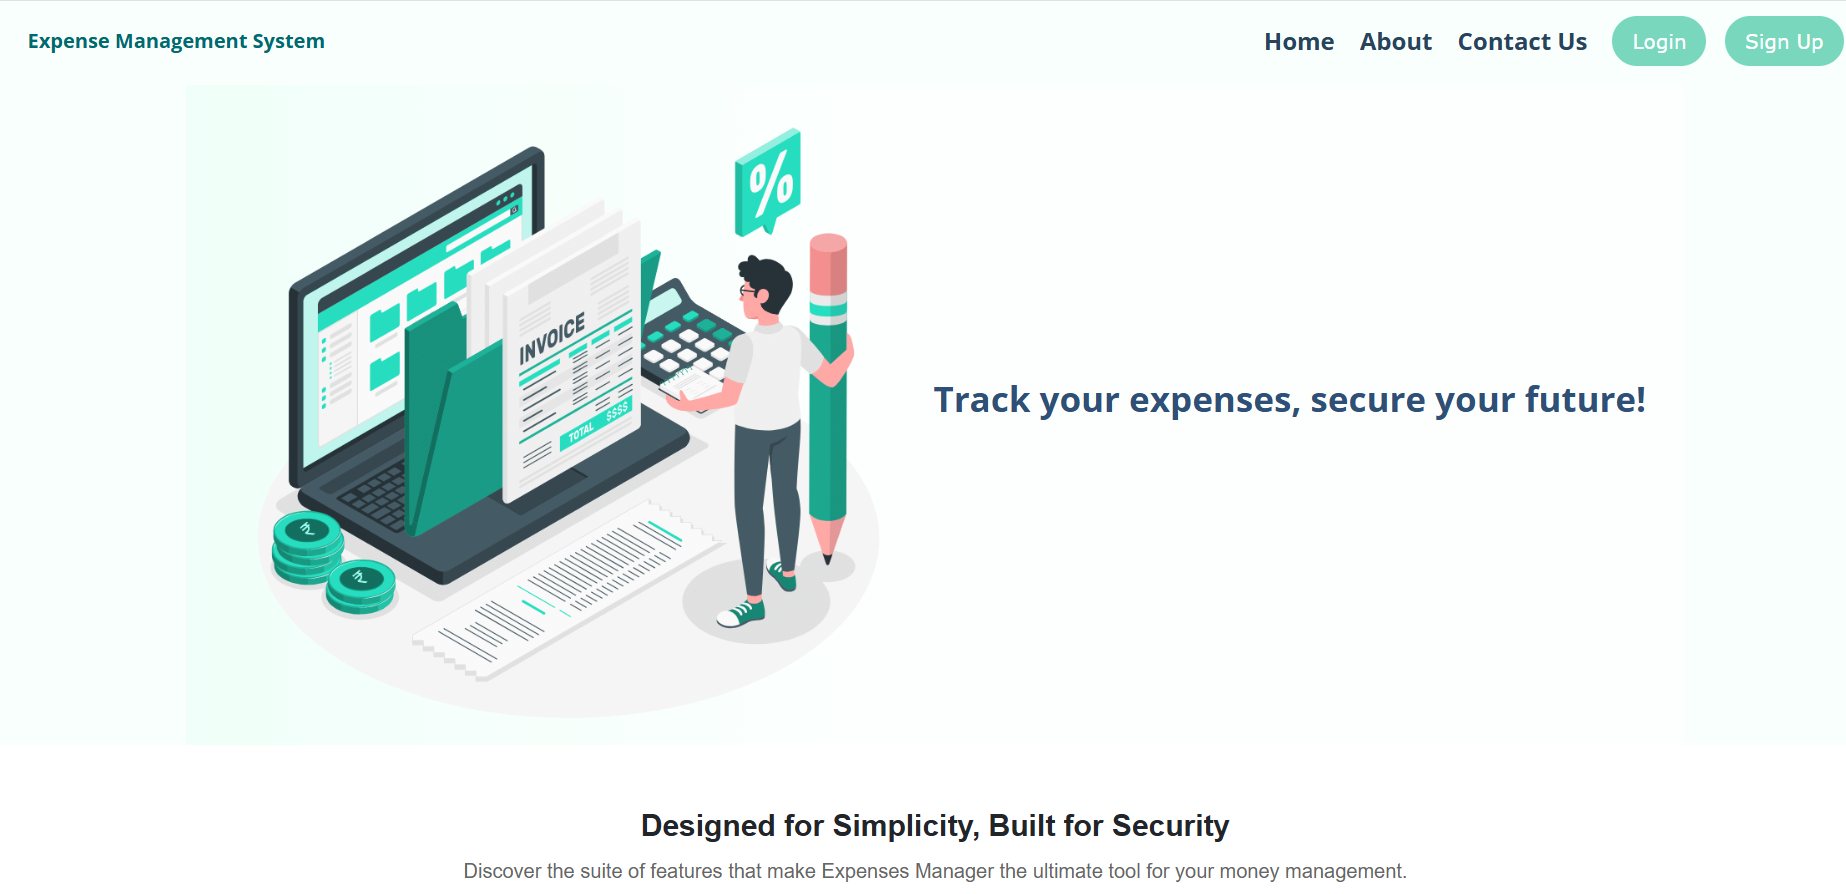 Expense Management System
Home About Contact Us Login Sign Up
%
INVOICE
TOTAL $$$$
₹
₹
Track your expenses, secure your future!
Designed for Simplicity, Built for Security
Discover the suite of features that make Expenses Manager the ultimate tool for your money management.